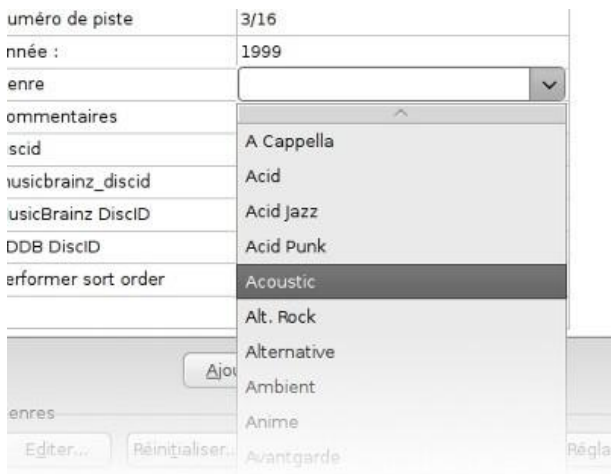 uméro de piste 3/16
nnée : 1999
enre
ommentaires
scid
A Cappella
usicbrainz_discid
Acid
usicBrainz DiscID
Acid Jazz
DDB DiscID
Acid Punk
erformer sort order
Acoustic
Alt. Rock
Alternative
Ajou
Ambient
enres
Anime
Editer... Réinitialiser... Avantgarde Régla